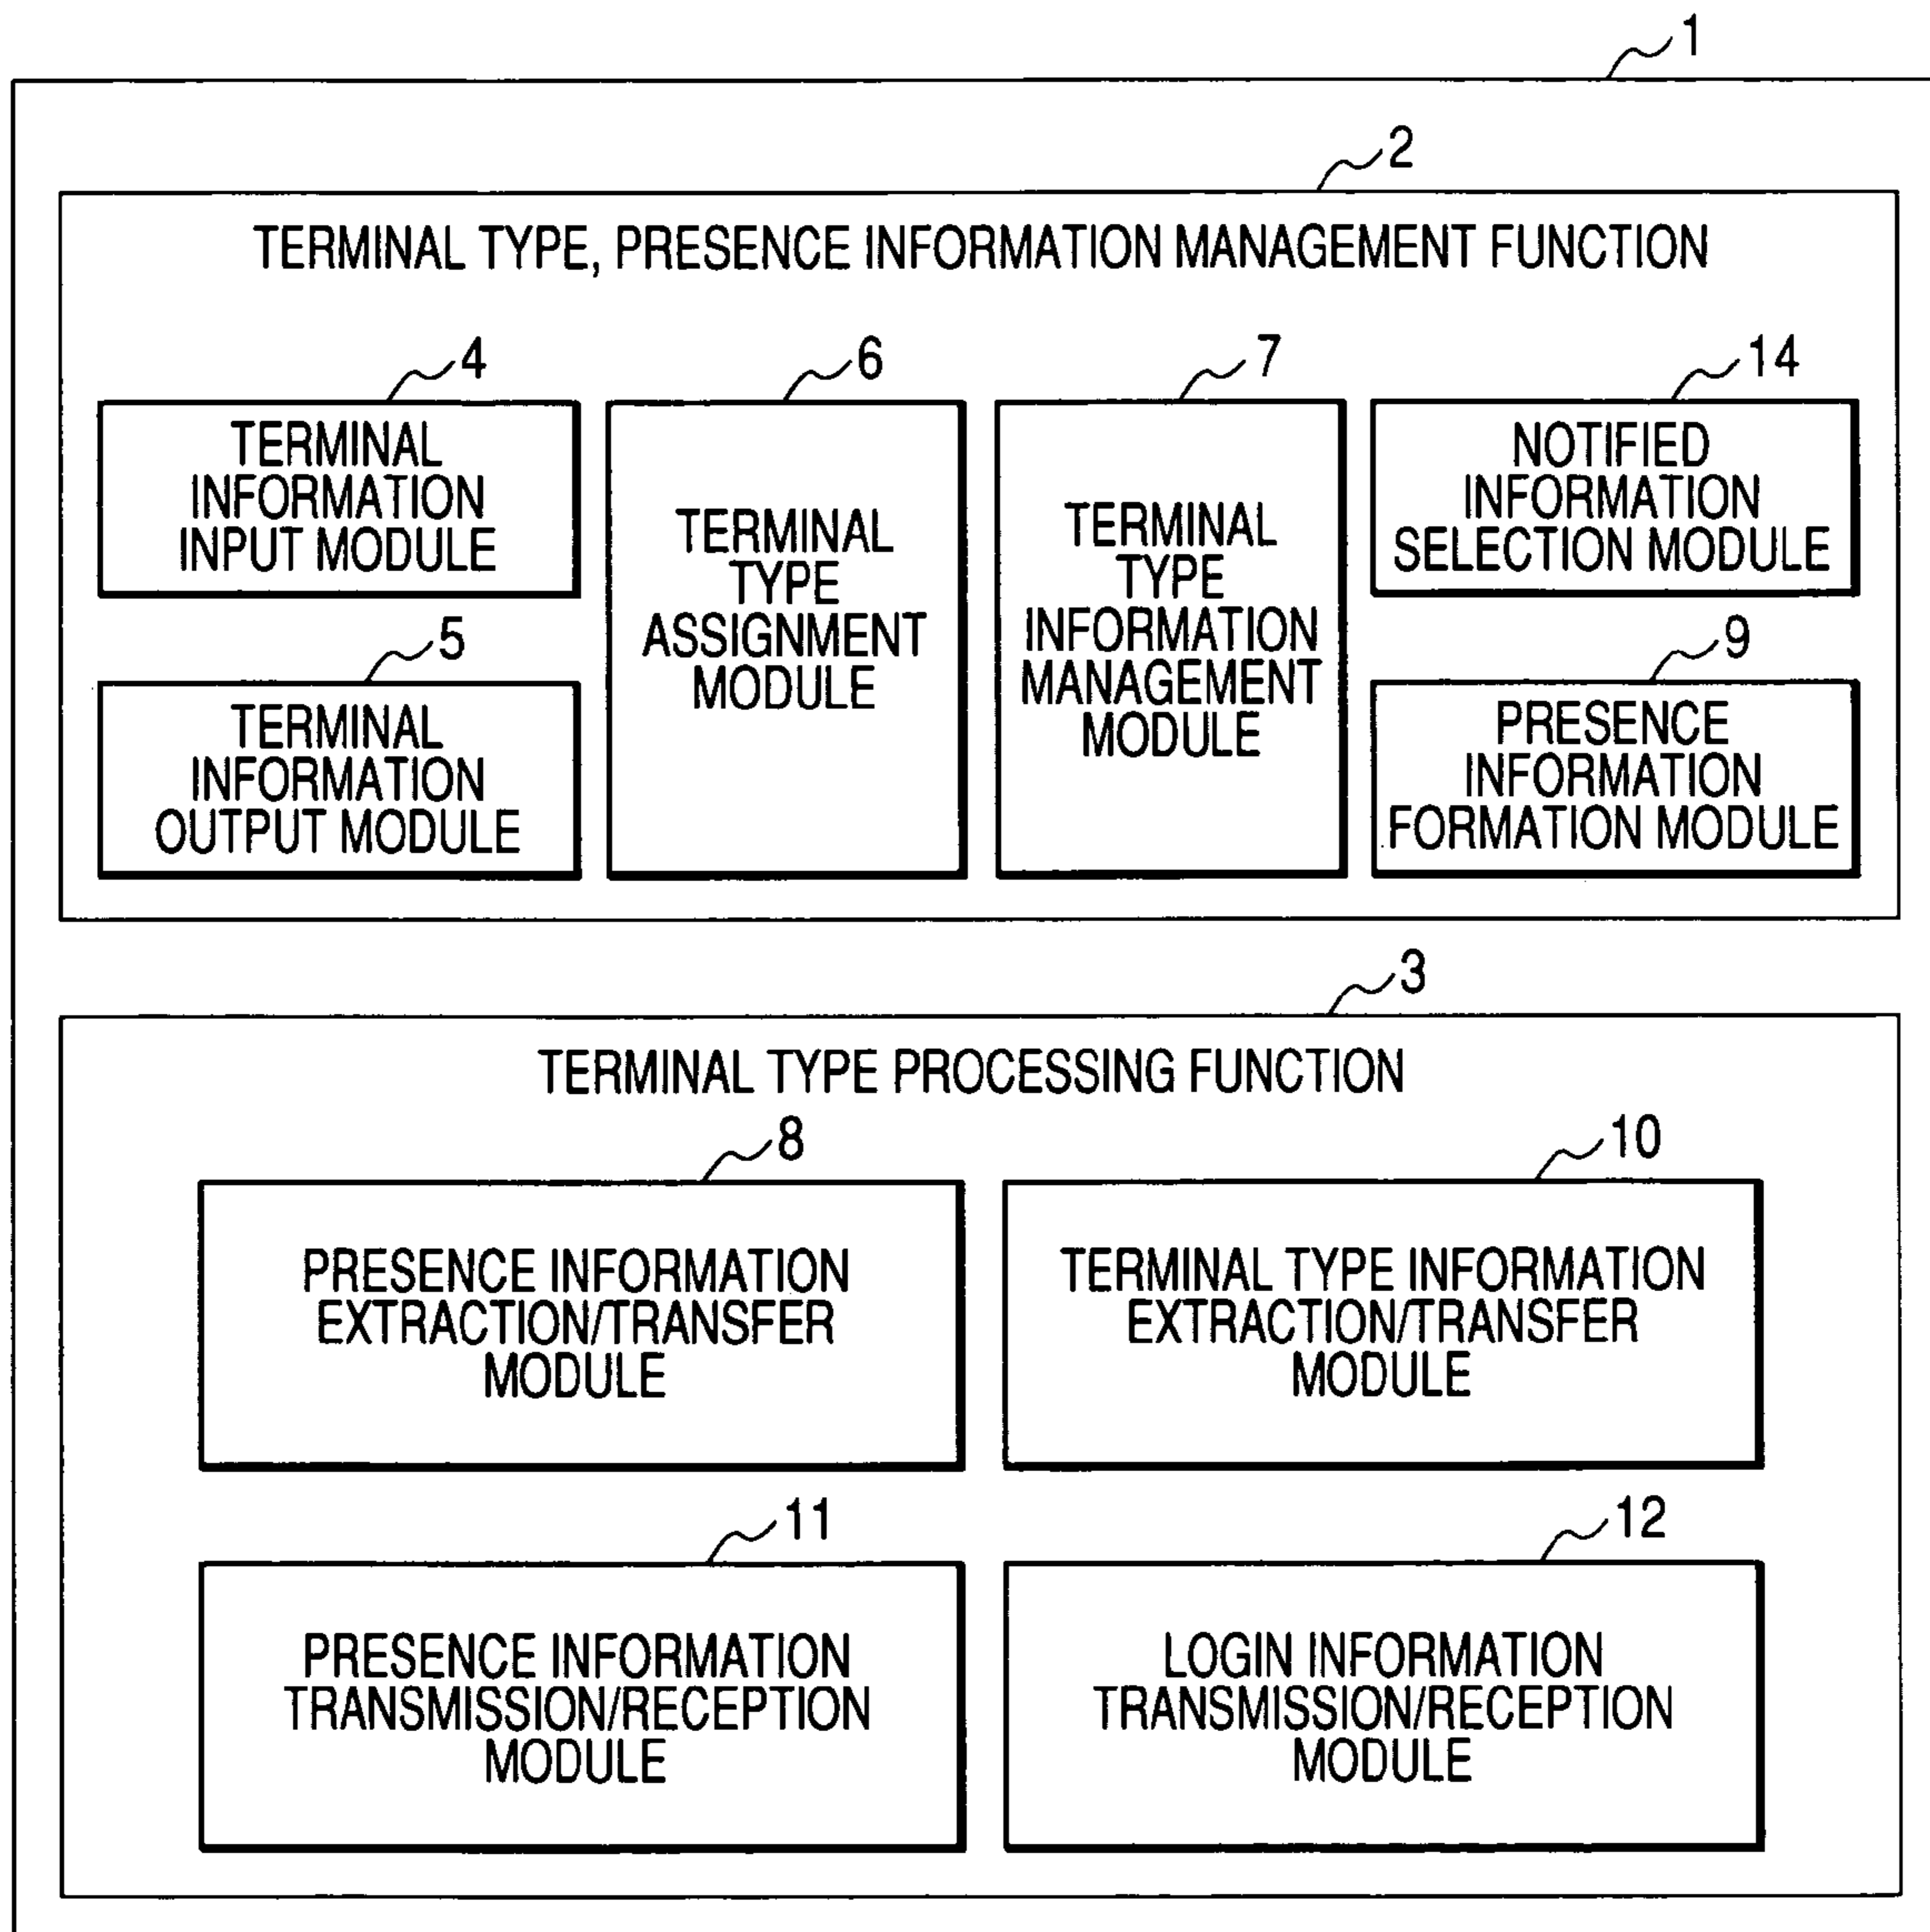 1
2
TERMINAL TYPE, PRESENCE INFORMATION MANAGEMENT FUNCTION
4
TERMINAL
INFORMATION
INPUT MODULE
5
TERMINAL
INFORMATION
OUTPUT MODULE
6
TERMINAL
TYPE
ASSIGNMENT
MODULE
7
TERMINAL
TYPE
INFORMATION
MANAGEMENT
MODULE
14
NOTIFIED
INFORMATION
SELECTION MODULE
9
PRESENCE
INFORMATION
FORMATION MODULE
3
TERMINAL TYPE PROCESSING FUNCTION
8
PRESENCE INFORMATION
EXTRACTION/TRANSFER
MODULE
10
TERMINAL TYPE INFORMATION
EXTRACTION/TRANSFER
MODULE
11
PRESENCE INFORMATION
TRANSMISSION/RECEPTION
MODULE
12
LOGIN INFORMATION
TRANSMISSION/RECEPTION
MODULE